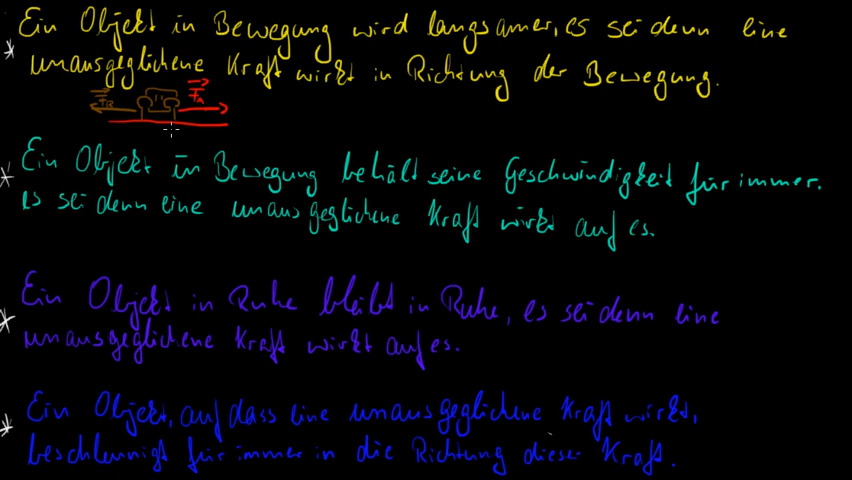 * Ein Objekt in Bewegung wird langsamer, es sei denn eine
unausgeglichene Kraft wirkt in Richtung der Bewegung.
F_R F_A
* Ein Objekt in Bewegung behält seine Geschwindigkeit für immer.
es sei denn eine unausgeglichene Kraft wirkt auf es.
* Ein Objekt in Ruhe bleibt in Ruhe, es sei denn eine
unausgeglichene Kraft wirkt auf es.
* Ein Objekt, auf dass eine unausgeglichene Kraft wirkt,
beschleunigt für immer in die Richtung dieser Kraft.